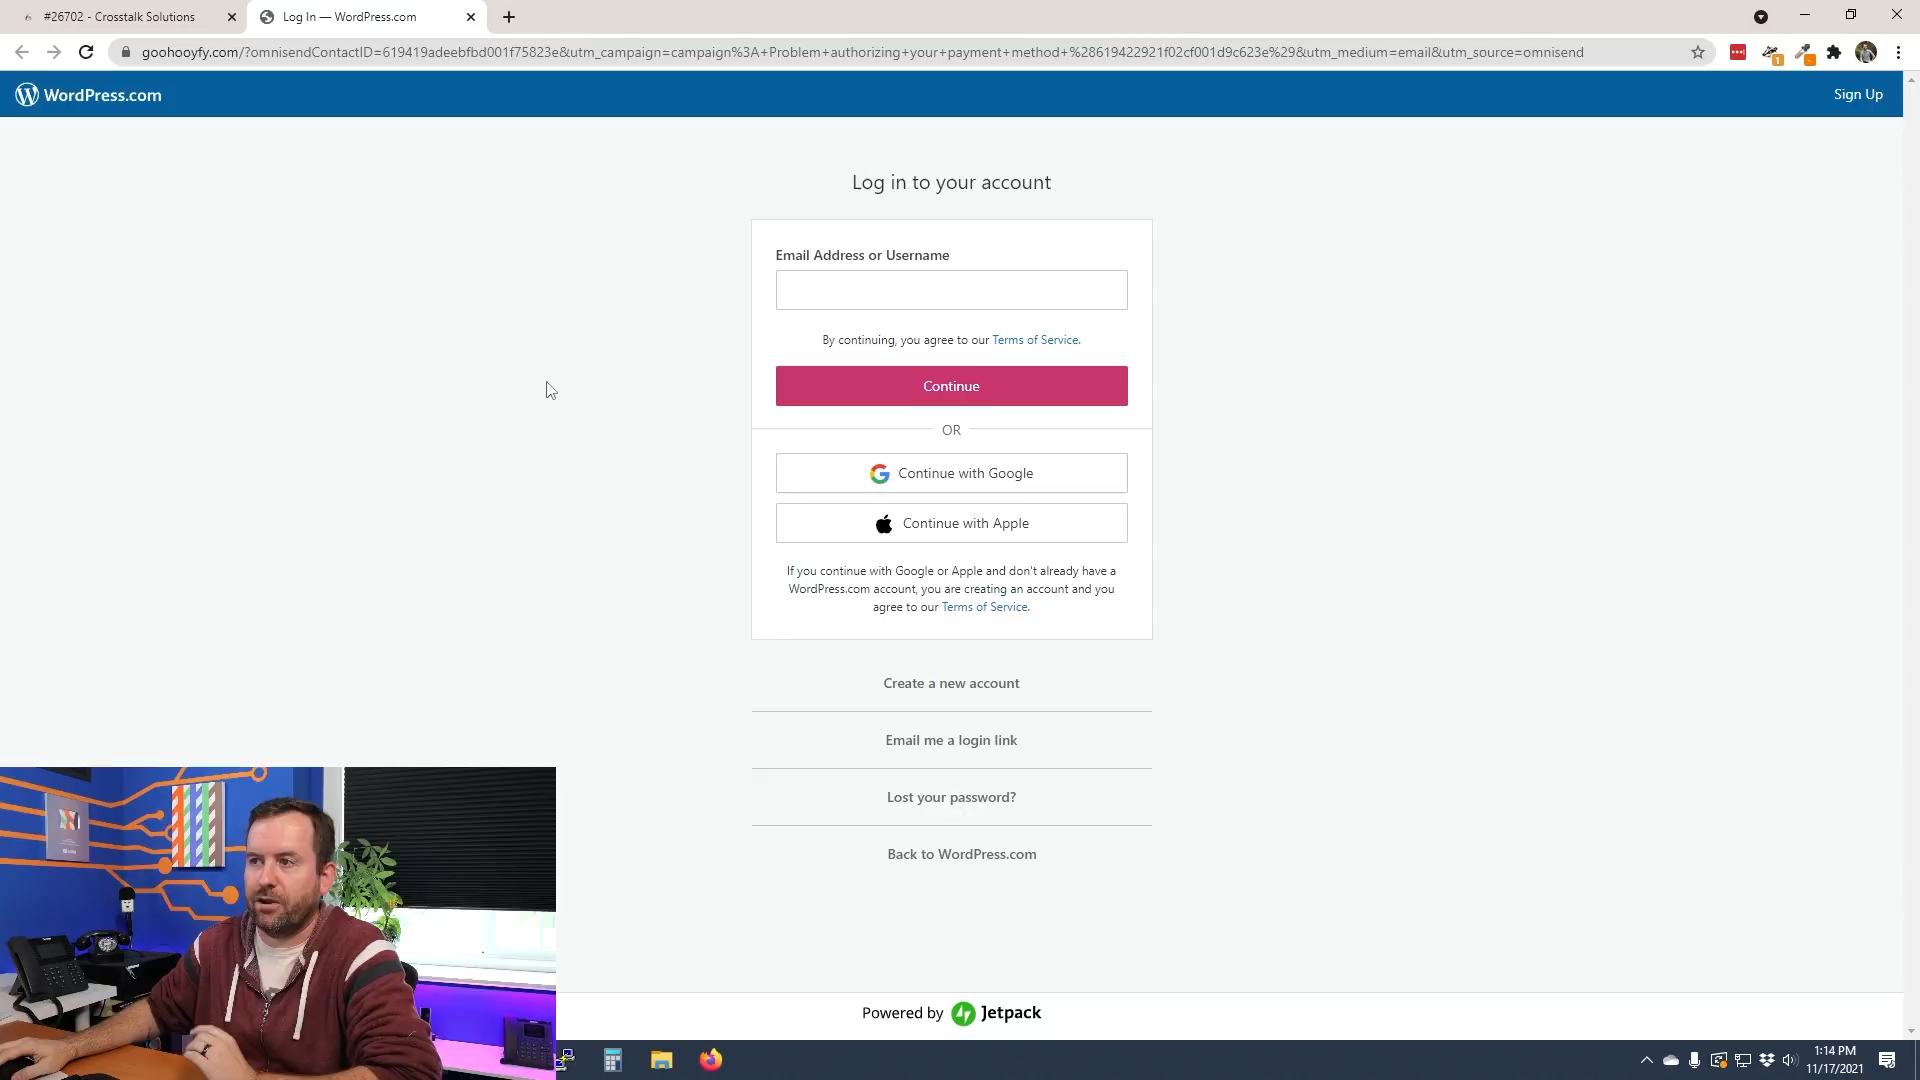 #26702 - Crosstalk Solutions
Log In — WordPress.com
goohooyfy.com/?omnisendContactID=619419adeebfbd001f75823e&utm_campaign=campaign%3A+Problem+authorizing+your+payment+method+%28619422921f02cf001d9c623e%29&utm_medium=email&utm_source=omnisend
WordPress.com
Sign Up
Log in to your account
Email Address or Username
By continuing, you agree to our Terms of Service.
Continue
OR
Continue with Google
Continue with Apple
If you continue with Google or Apple and don't already have a
WordPress.com account, you are creating an account and you
agree to our Terms of Service.
Create a new account
Email me a login link
Lost your password?
Back to WordPress.com
Powered by Jetpack
1:14 PM
11/17/2021